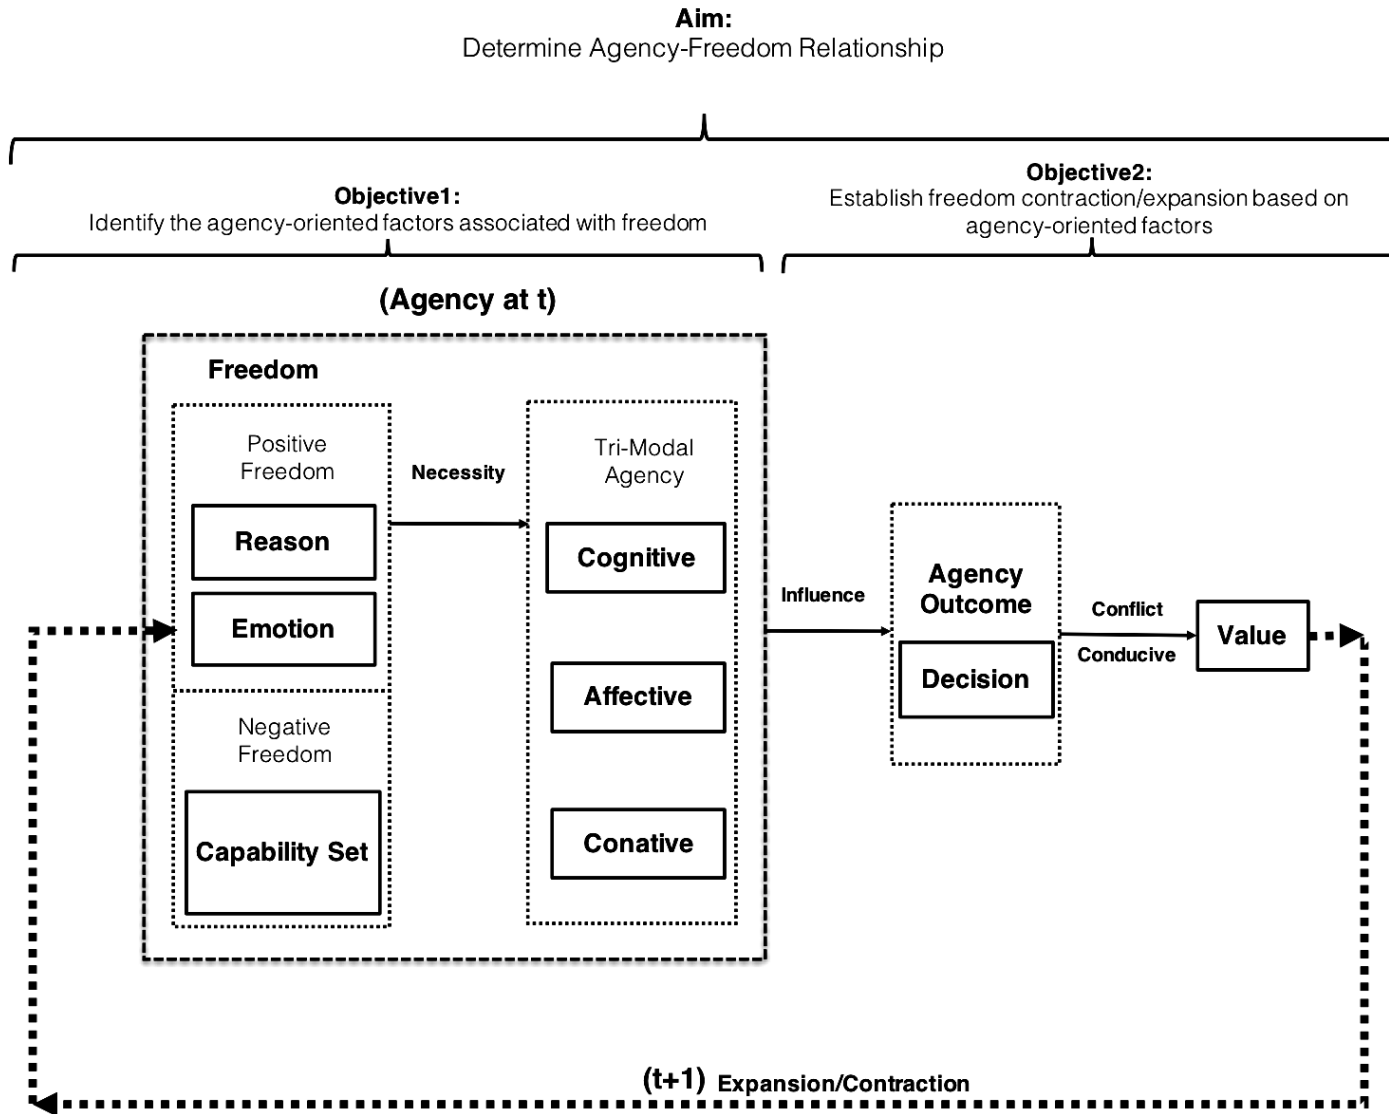 Aim:
Determine Agency-Freedom Relationship
Objective1:
Identify the agency-oriented factors associated with freedom
Objective2:
Establish freedom contraction/expansion based on
agency-oriented factors
(Agency at t)
Freedom
Positive
Freedom
Reason
Emotion
Negative
Freedom
Capability Set
Necessity
Tri-Modal
Agency
Cognitive
Affective
Conative
Influence
Agency
Outcome
Decision
Conflict
Conducive
Value
(t+1) Expansion/Contraction